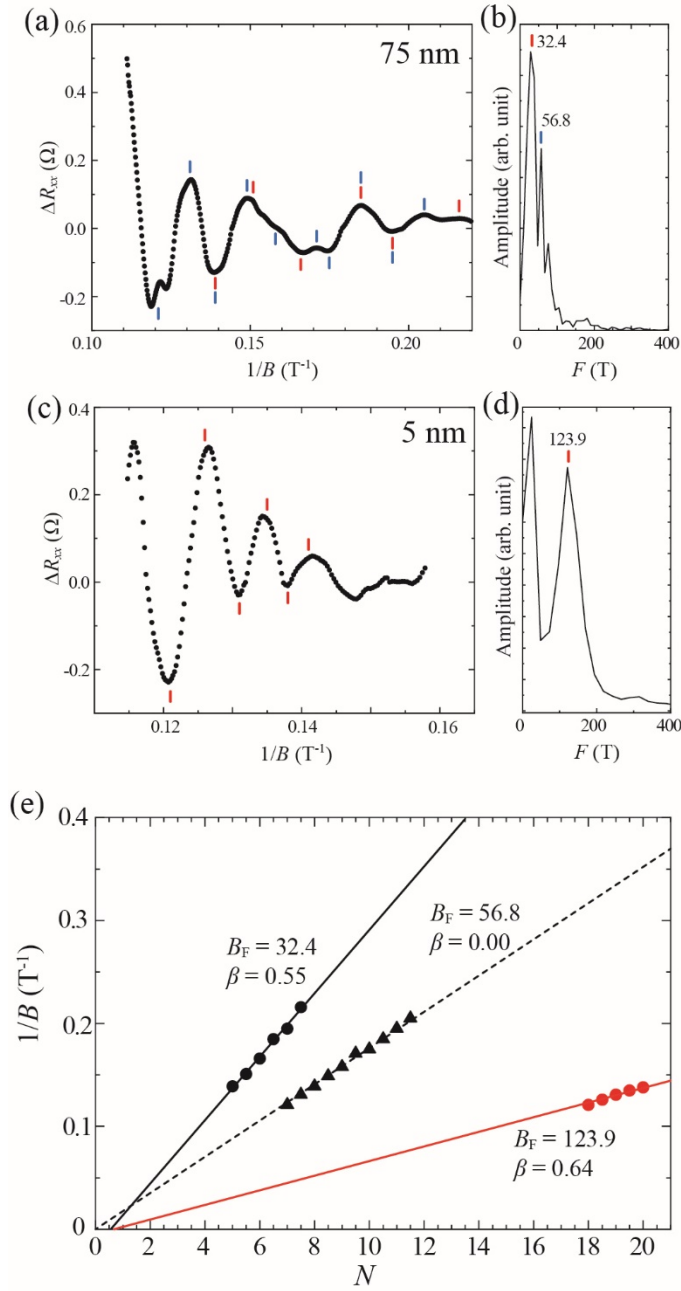 (a)
75 nm
ΔRxx (Ω)
0.6
0.4
0.2
0.0
-0.2
0.10
0.15
0.20
1/B (T⁻¹)
(b)
32.4
56.8
Amplitude (arb. unit)
0
200
400
F (T)
(c)
5 nm
ΔRxx (Ω)
0.4
0.2
0.0
-0.2
0.12
0.14
0.16
1/B (T⁻¹)
(d)
123.9
Amplitude (arb. unit)
0
200
400
F (T)
(e)
1/B (T⁻¹)
0.4
0.3
0.2
0.1
0
BF = 32.4
β = 0.55
BF = 56.8
β = 0.00
BF = 123.9
β = 0.64
0 2 4 6 8 10 12 14 16 18 20
N